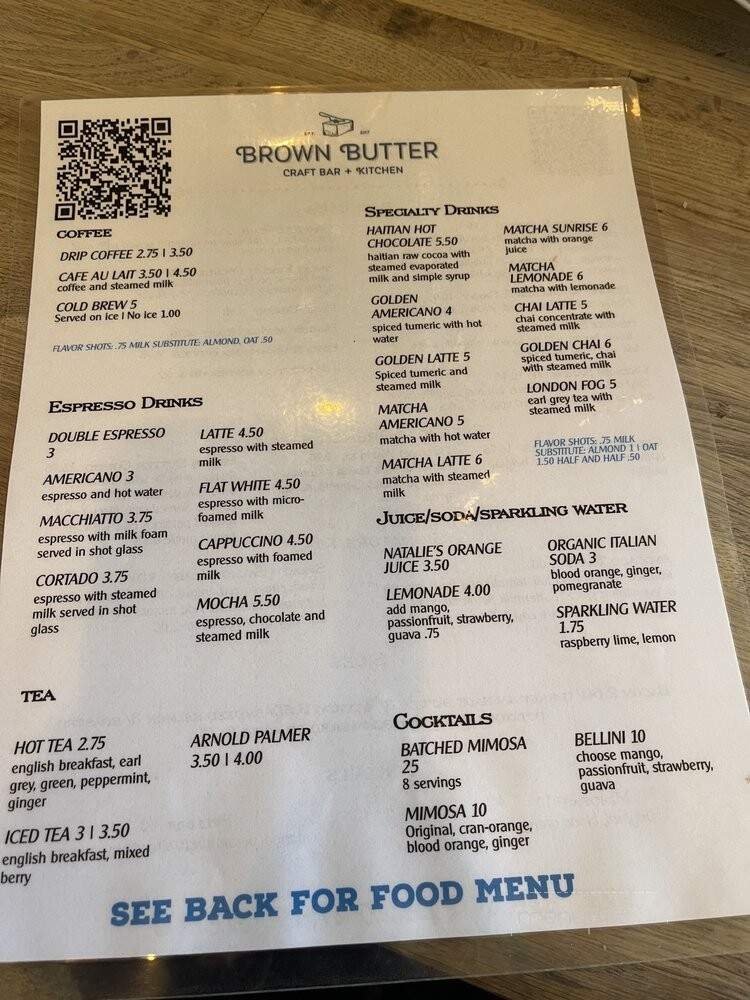 BROWN BUTTER
CRAFT BAR + KITCHEN
COFFEE
DRIP COFFEE 2.75 | 3.50
CAFE AU LAIT 3.50 | 4.50
coffee and steamed milk
COLD BREW 5
Served on ice | No ice 1.00
FLAVOR SHOTS: .75 MILK SUBSTITUTE: ALMOND, OAT .50
ESPRESSO DRINKS
DOUBLE ESPRESSO
3
AMERICANO 3
espresso and hot water
MACCHIATTO 3.75
espresso with milk foam
served in shot glass
CORTADO 3.75
espresso with steamed
milk served in shot
glass
LATTE 4.50
espresso with steamed
milk
FLAT WHITE 4.50
espresso with micro-
foamed milk
CAPPUCCINO 4.50
espresso with foamed
milk
MOCHA 5.50
espresso, chocolate and
steamed milk
TEA
HOT TEA 2.75
english breakfast, earl
grey, green, peppermint,
ginger
ICED TEA 3 | 3.50
english breakfast, mixed
berry
ARNOLD PALMER
3.50 | 4.00
SPECIALTY DRINKS
HAITIAN HOT
CHOCOLATE 5.50
haitian raw cocoa with
steamed evaporated
milk and simple syrup
GOLDEN
AMERICANO 4
spiced tumeric with hot
water
GOLDEN LATTE 5
Spiced tumeric and
steamed milk
MATCHA
AMERICANO 5
matcha with hot water
MATCHA LATTE 6
matcha with steamed
milk
MATCHA SUNRISE 6
matcha with orange
juice
MATCHA
LEMONADE 6
matcha with lemonade
CHAI LATTE 5
chai concentrate with
steamed milk
GOLDEN CHAI 6
spiced tumeric, chai
with steamed milk
LONDON FOG 5
earl grey tea with
steamed milk
FLAVOR SHOTS: .75 MILK
SUBSTITUTE: ALMOND 1 | OAT
1.50 HALF AND HALF .50
JUICE/SODA/SPARKLING WATER
NATALIE'S ORANGE
JUICE 3.50
LEMONADE 4.00
add mango,
passionfruit, strawberry,
guava .75
ORGANIC ITALIAN
SODA 3
blood orange, ginger,
pomegranate
SPARKLING WATER
1.75
raspberry lime, lemon
COCKTAILS
BATCHED MIMOSA
25
8 servings
MIMOSA 10
Original, cran-orange,
blood orange, ginger
BELLINI 10
choose mango,
passionfruit, strawberry,
guava
SEE BACK FOR FOOD MENU